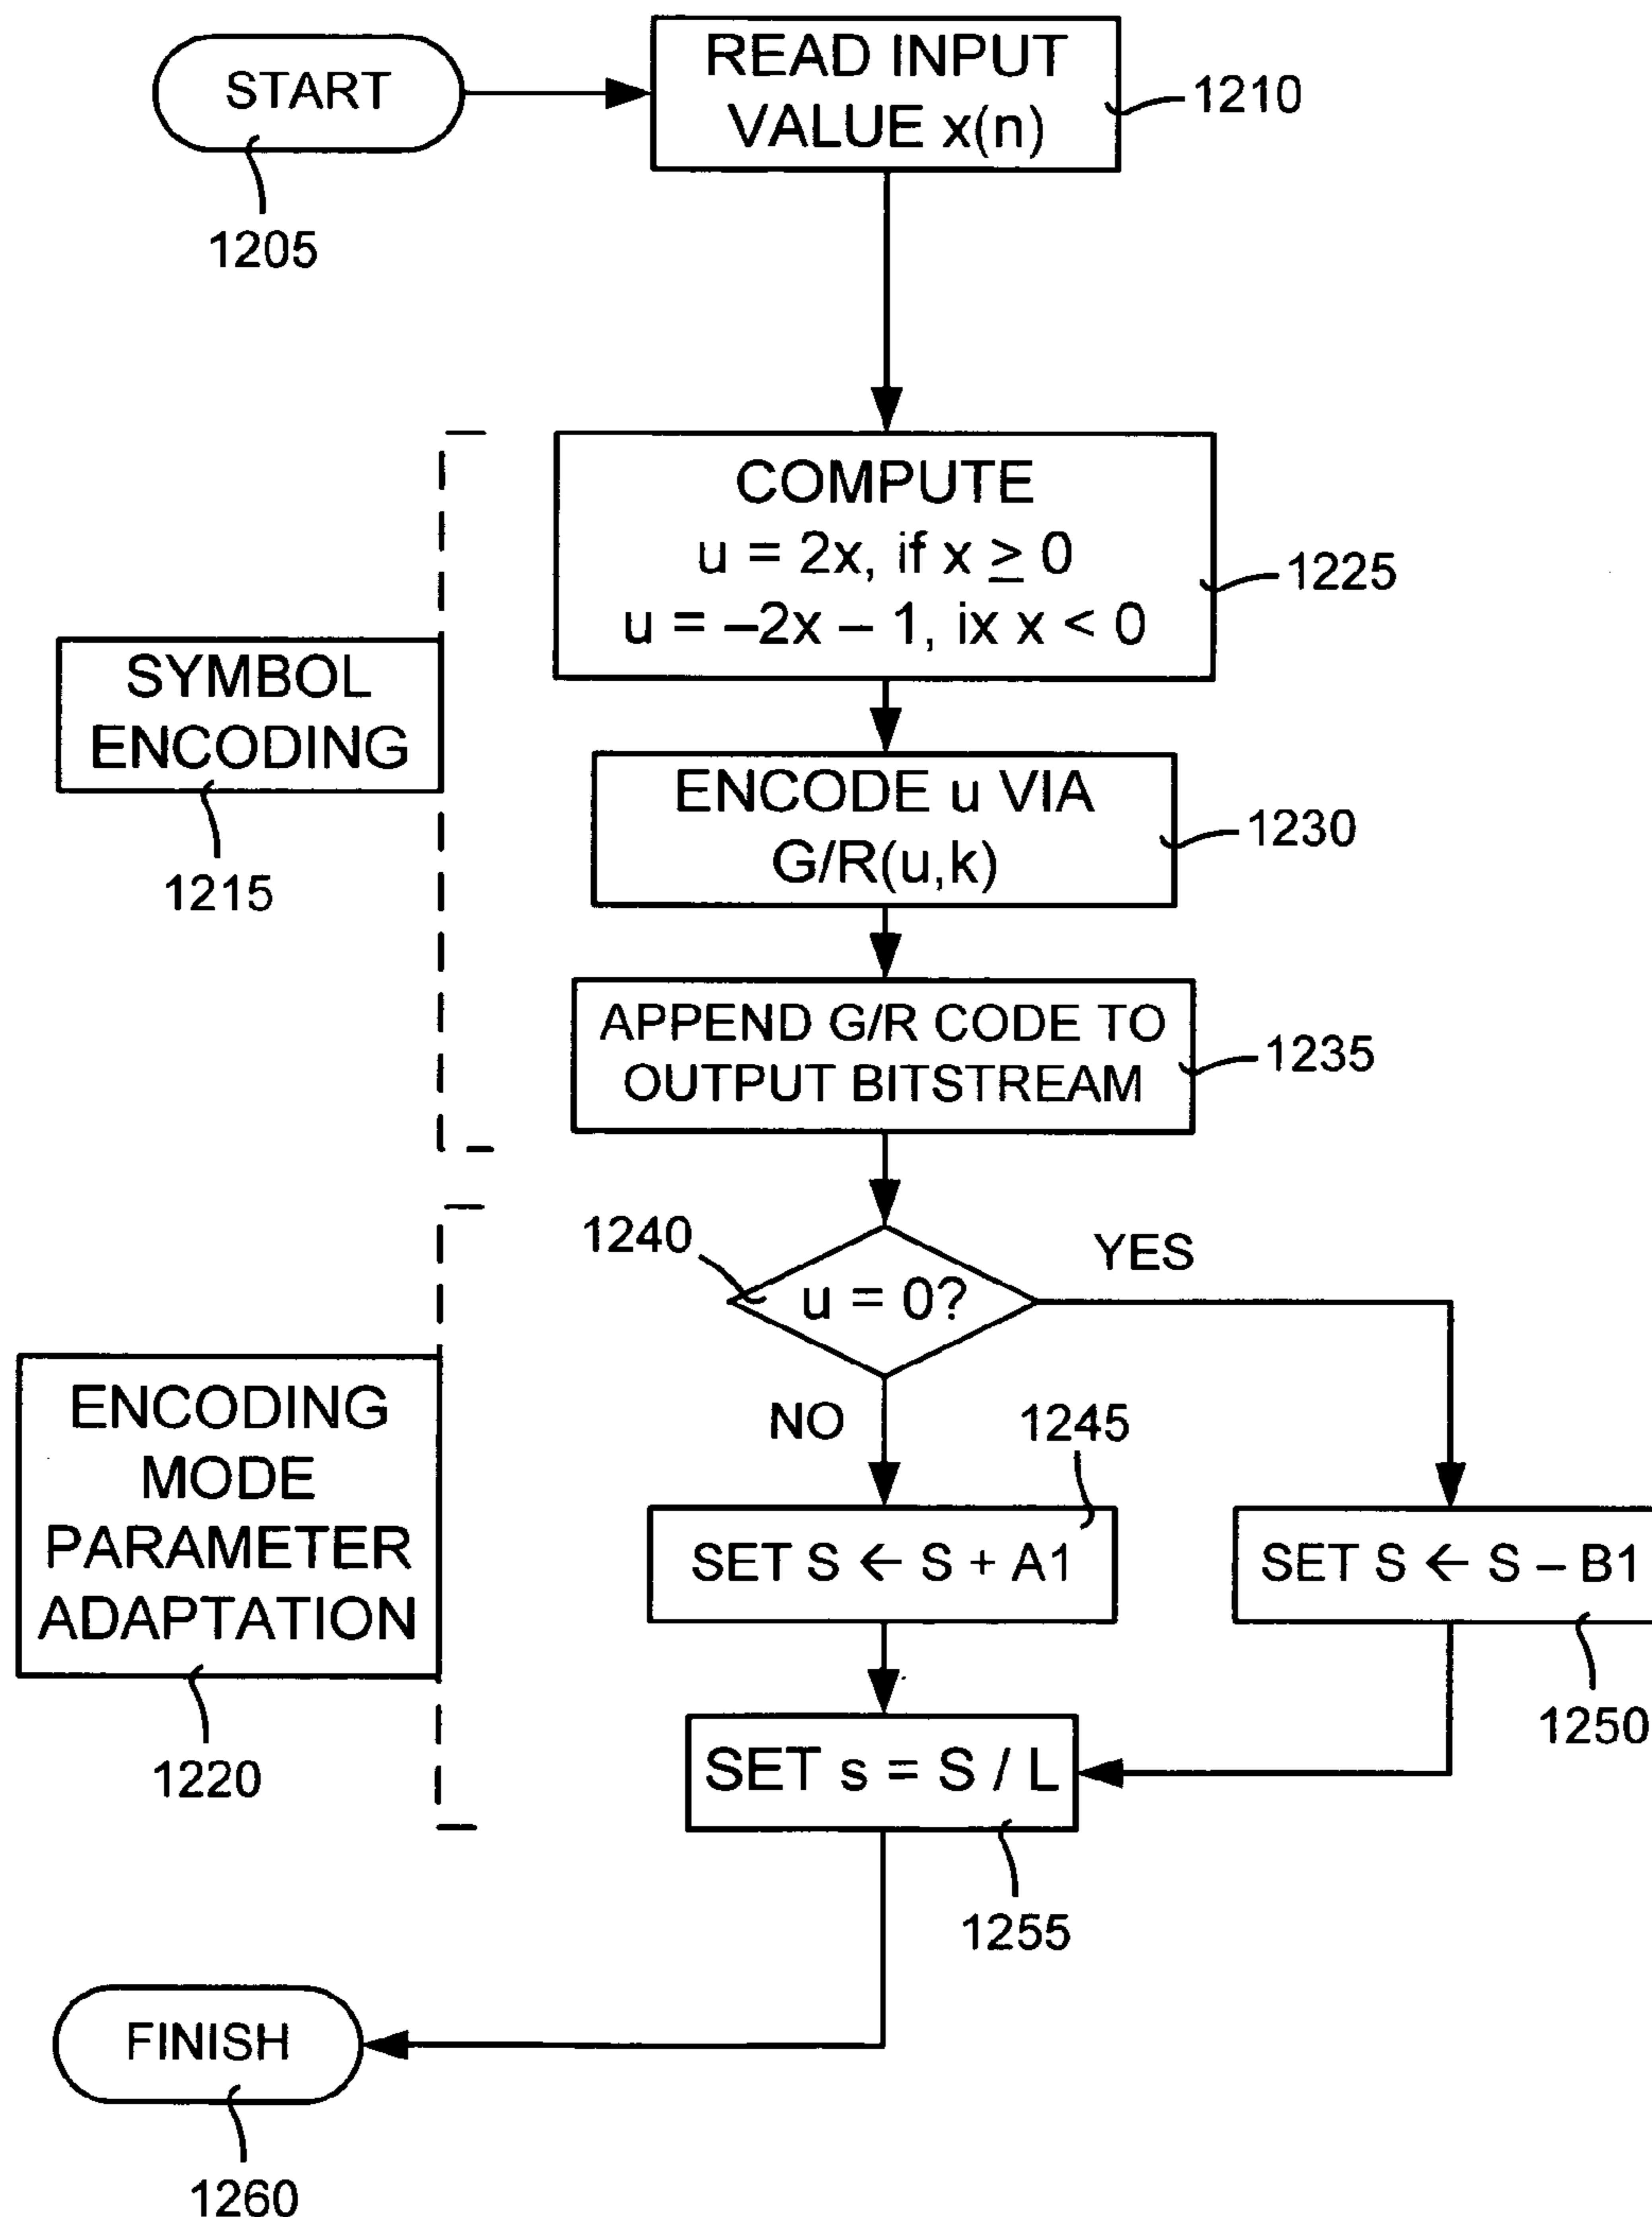 START
READ INPUT
VALUE x(n)
1210
1205
COMPUTE
u = 2x, if x ≥ 0
u = –2x – 1, ix x < 0
1225
SYMBOL
ENCODING
1215
ENCODE u VIA
G/R(u,k)
1230
APPEND G/R CODE TO
OUTPUT BITSTREAM
1235
1240
u = 0?
YES
NO
ENCODING
MODE
PARAMETER
ADAPTATION
1220
1245
SET S ← S + A1
SET S ← S – B1
1250
SET s = S / L
1255
FINISH
1260